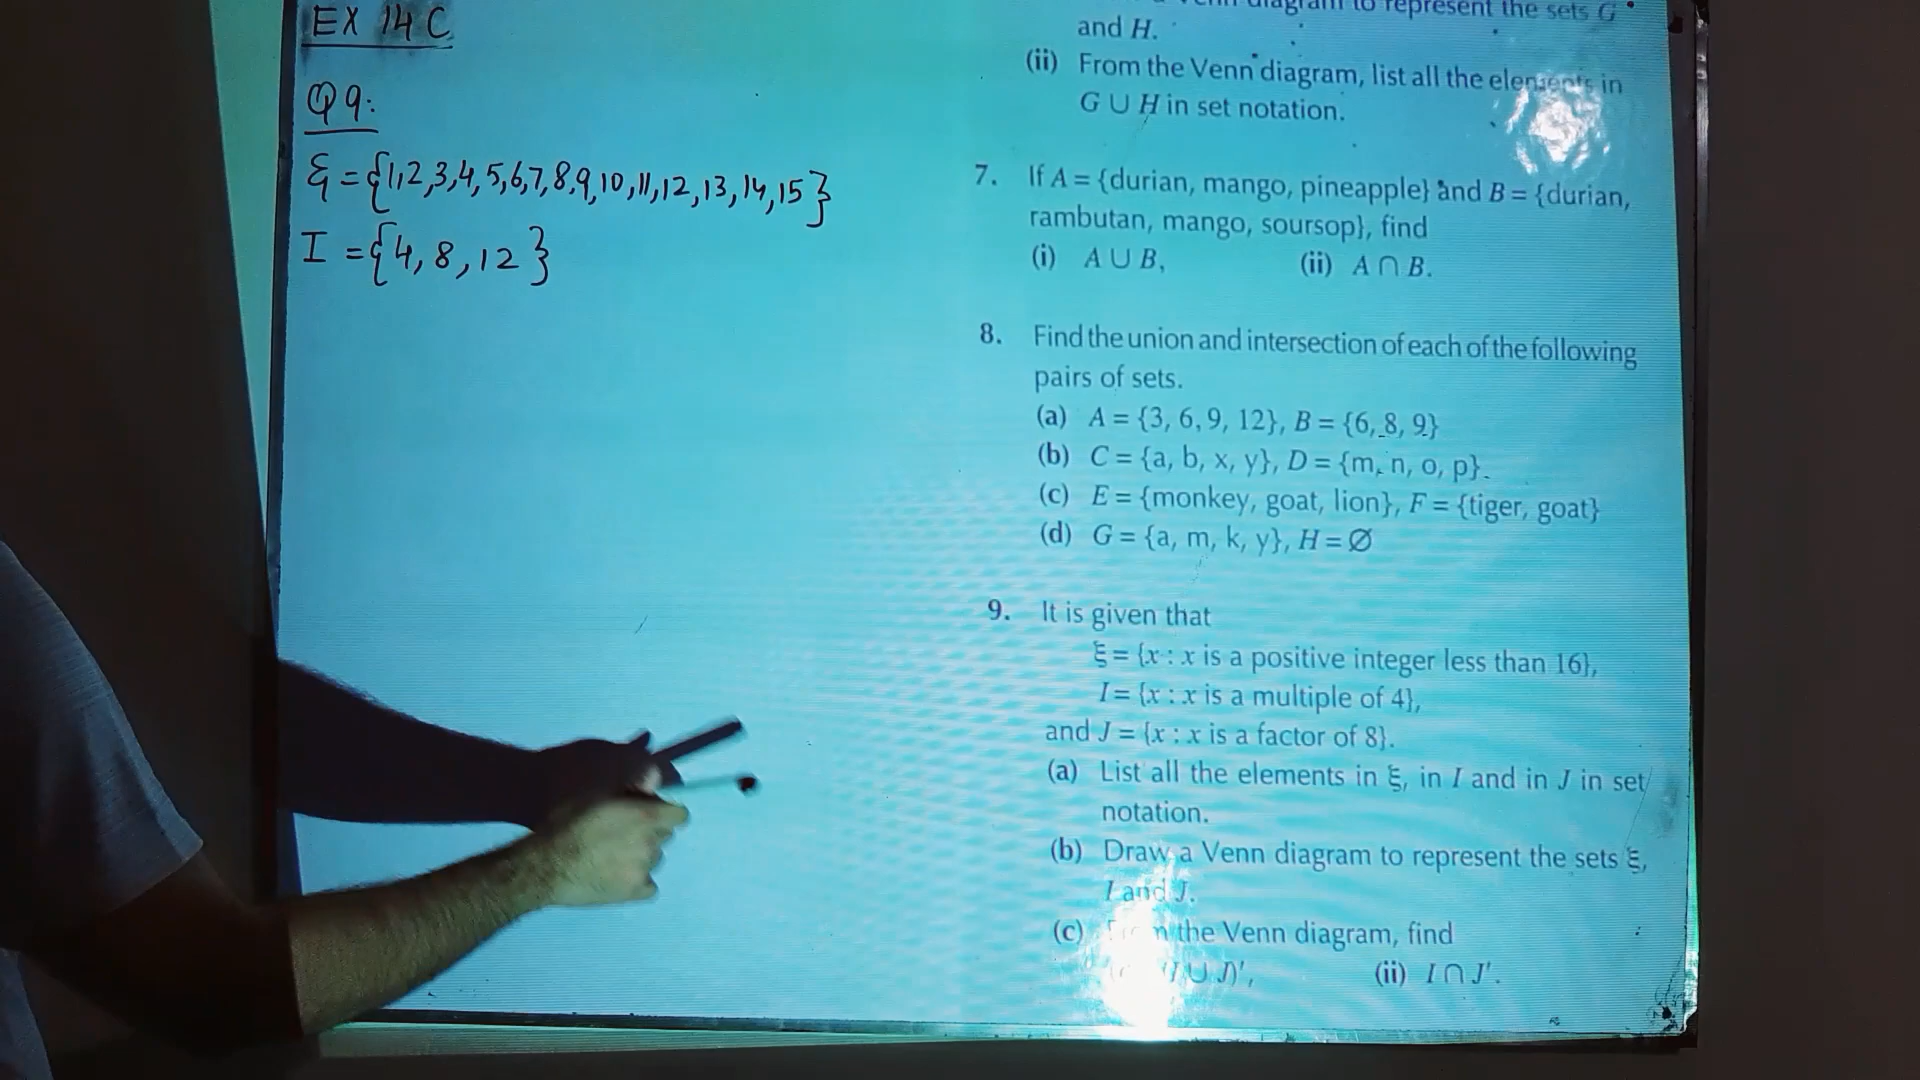 EX 14 C
Q9:
ξ = {1,2,3,4,5,6,7,8,9,10,11,12,13,14,15}
I = {4, 8, 12}
diagram to represent the sets G
and H.
(ii) From the Venn diagram, list all the elements in
G ∪ H in set notation.
7. If A = {durian, mango, pineapple} and B = {durian,
rambutan, mango, soursop}, find
(i) A ∪ B, (ii) A ∩ B.
8. Find the union and intersection of each of the following
pairs of sets.
(a) A = {3, 6, 9, 12}, B = {6, 8, 9}
(b) C = {a, b, x, y}, D = {m, n, o, p}
(c) E = {monkey, goat, lion}, F = {tiger, goat}
(d) G = {a, m, k, y}, H = Ø
9. It is given that
ξ = {x : x is a positive integer less than 16},
I = {x : x is a multiple of 4},
and J = {x : x is a factor of 8}.
(a) List all the elements in ξ, in I and in J in set
notation.
(b) Draw a Venn diagram to represent the sets ξ,
I and J.
(c) the Venn diagram, find
∪ J)′, (ii) I ∩ J′.